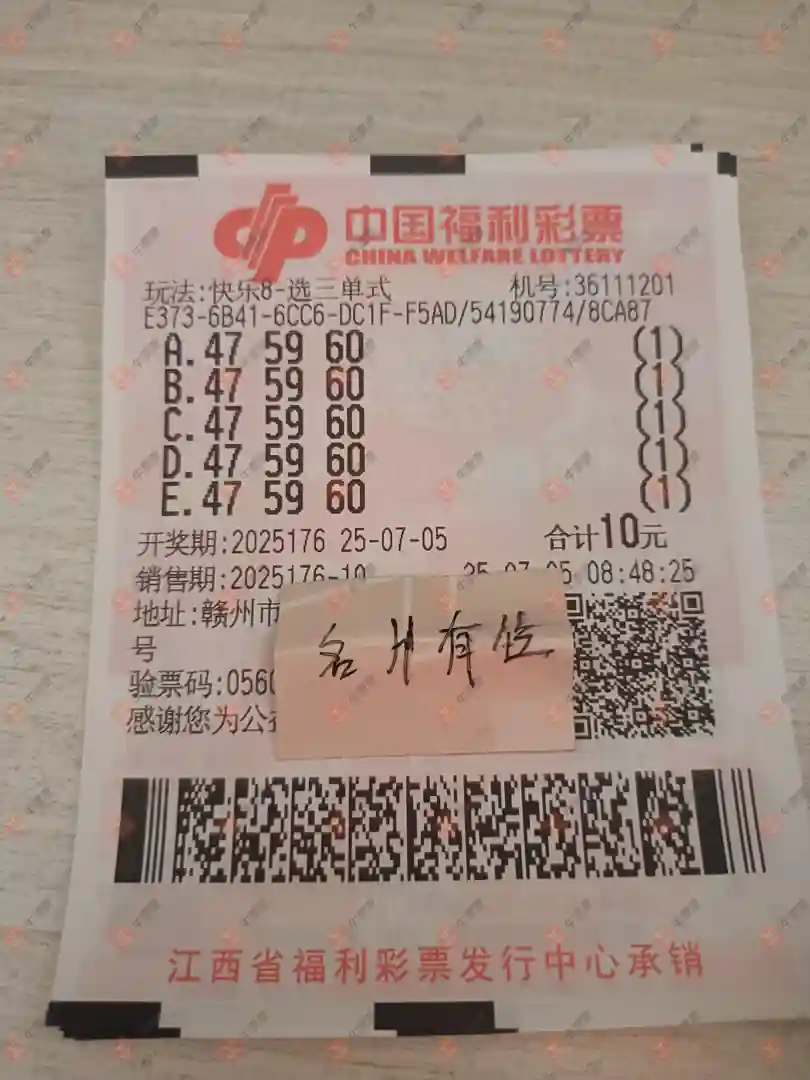 中国福利彩票
CHINA WELFARE LOTTERY
玩法:快乐8-选三单式 机号:36111201
E373-6B41-6CC6-DC1F-F5AD/54190774/8CA87
A.47 59 60 (1)
B.47 59 60 (1)
C.47 59 60 (1)
D.47 59 60 (1)
E.47 59 60 (1)
开奖期:2025176 25-07-05 合计10元
销售期:2025176-10 25-07-05 08:48:25
地址:赣州市
号
名片有位
验票码:0560
感谢您为公益
江西省福利彩票发行中心承销